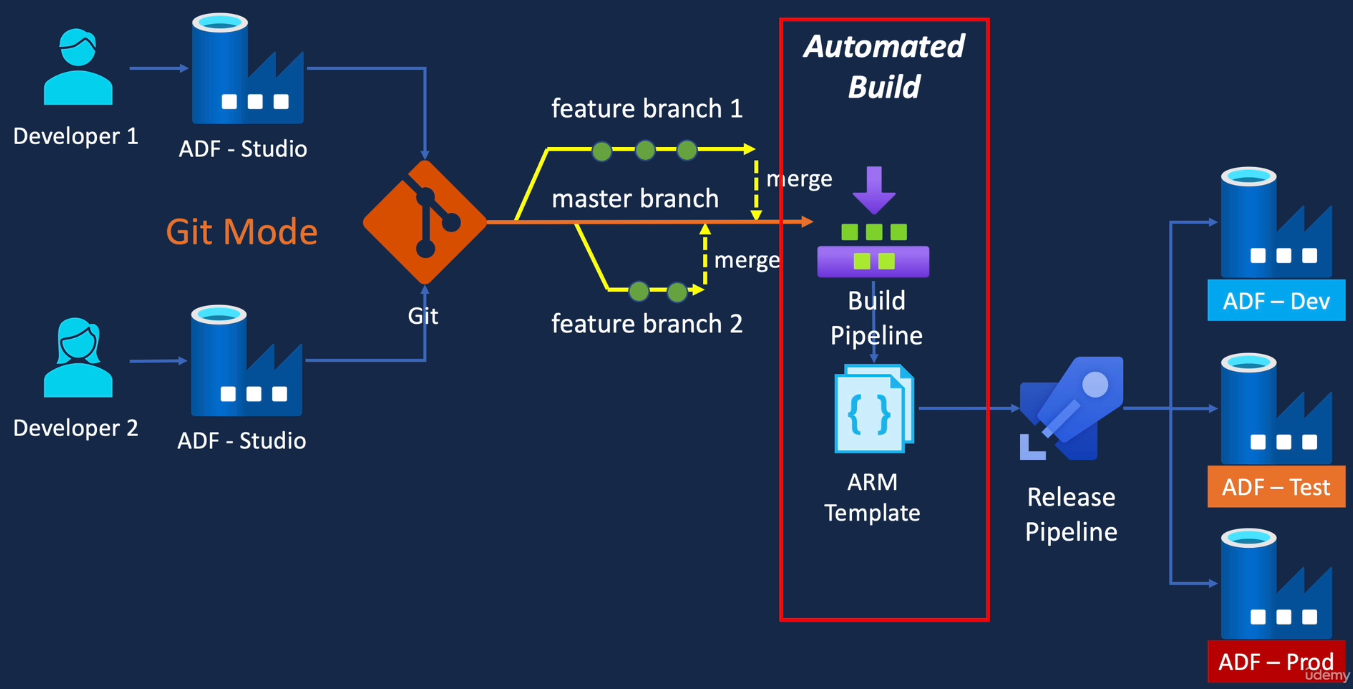 Automated
Build
Developer 1
ADF - Studio
feature branch 1
merge
master branch
Git Mode
merge
Git
feature branch 2
Developer 2
ADF - Studio
Build
Pipeline
ARM
Template
Release
Pipeline
ADF – Dev
ADF – Test
ADF – Prod
udemy